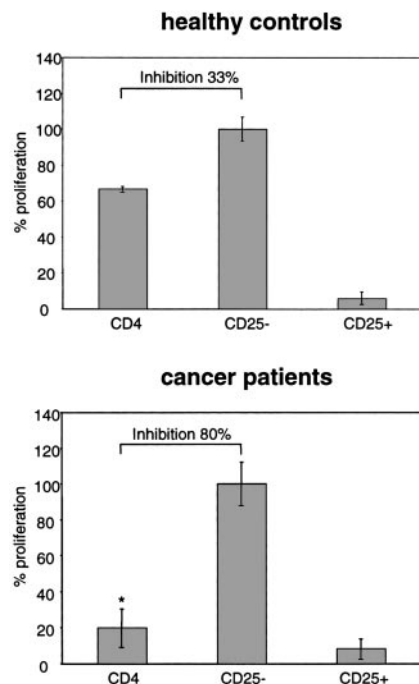 healthy controls
Inhibition 33%
% proliferation
140
120
100
80
60
40
20
0
CD4 CD25- CD25+
cancer patients
Inhibition 80%
% proliferation
140
120
100
80
60
40
20
0
*
CD4 CD25- CD25+